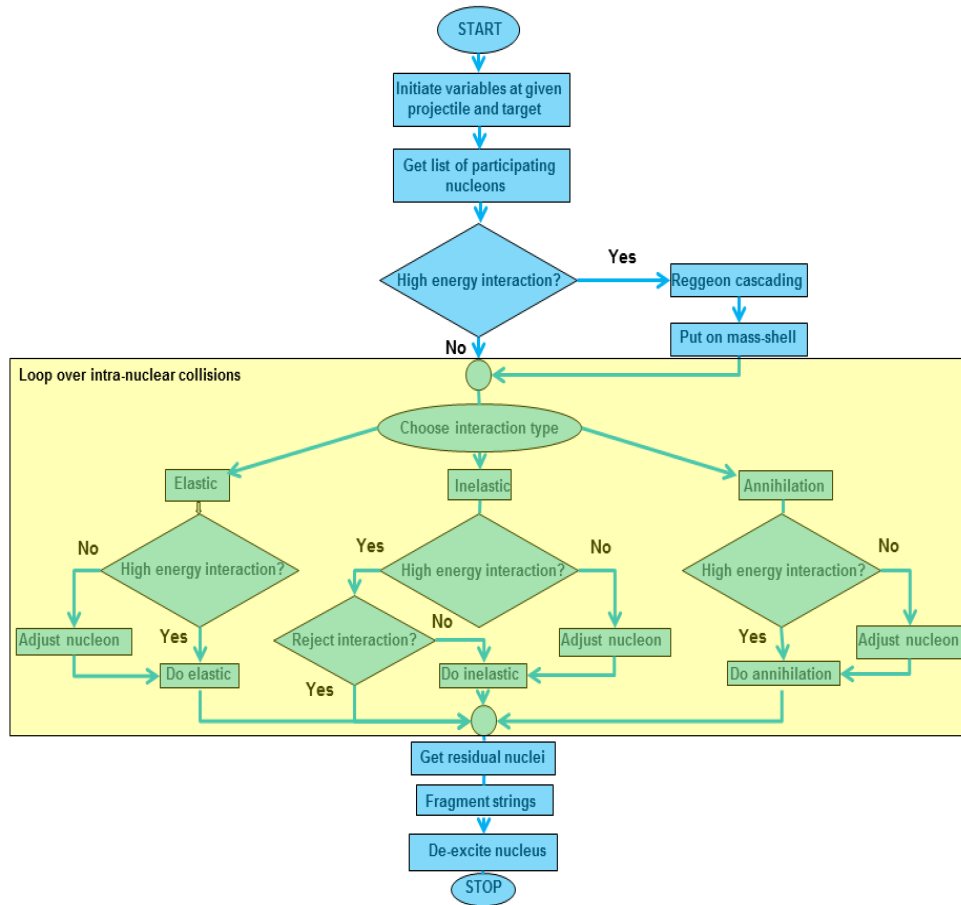 START
Initiate variables at given
projectile and target
Get list of participating
nucleons
High energy interaction?
Yes
Reggeon cascading
Put on mass-shell
No
Loop over intra-nuclear collisions
Choose interaction type
Elastic
Inelastic
Annihilation
No
High energy interaction?
Yes
High energy interaction?
No
High energy interaction?
No
Adjust nucleon
Yes
Reject interaction?
No
Adjust nucleon
Yes
Adjust nucleon
Do elastic
Yes
Do inelastic
Do annihilation
Get residual nuclei
Fragment strings
De-excite nucleus
STOP